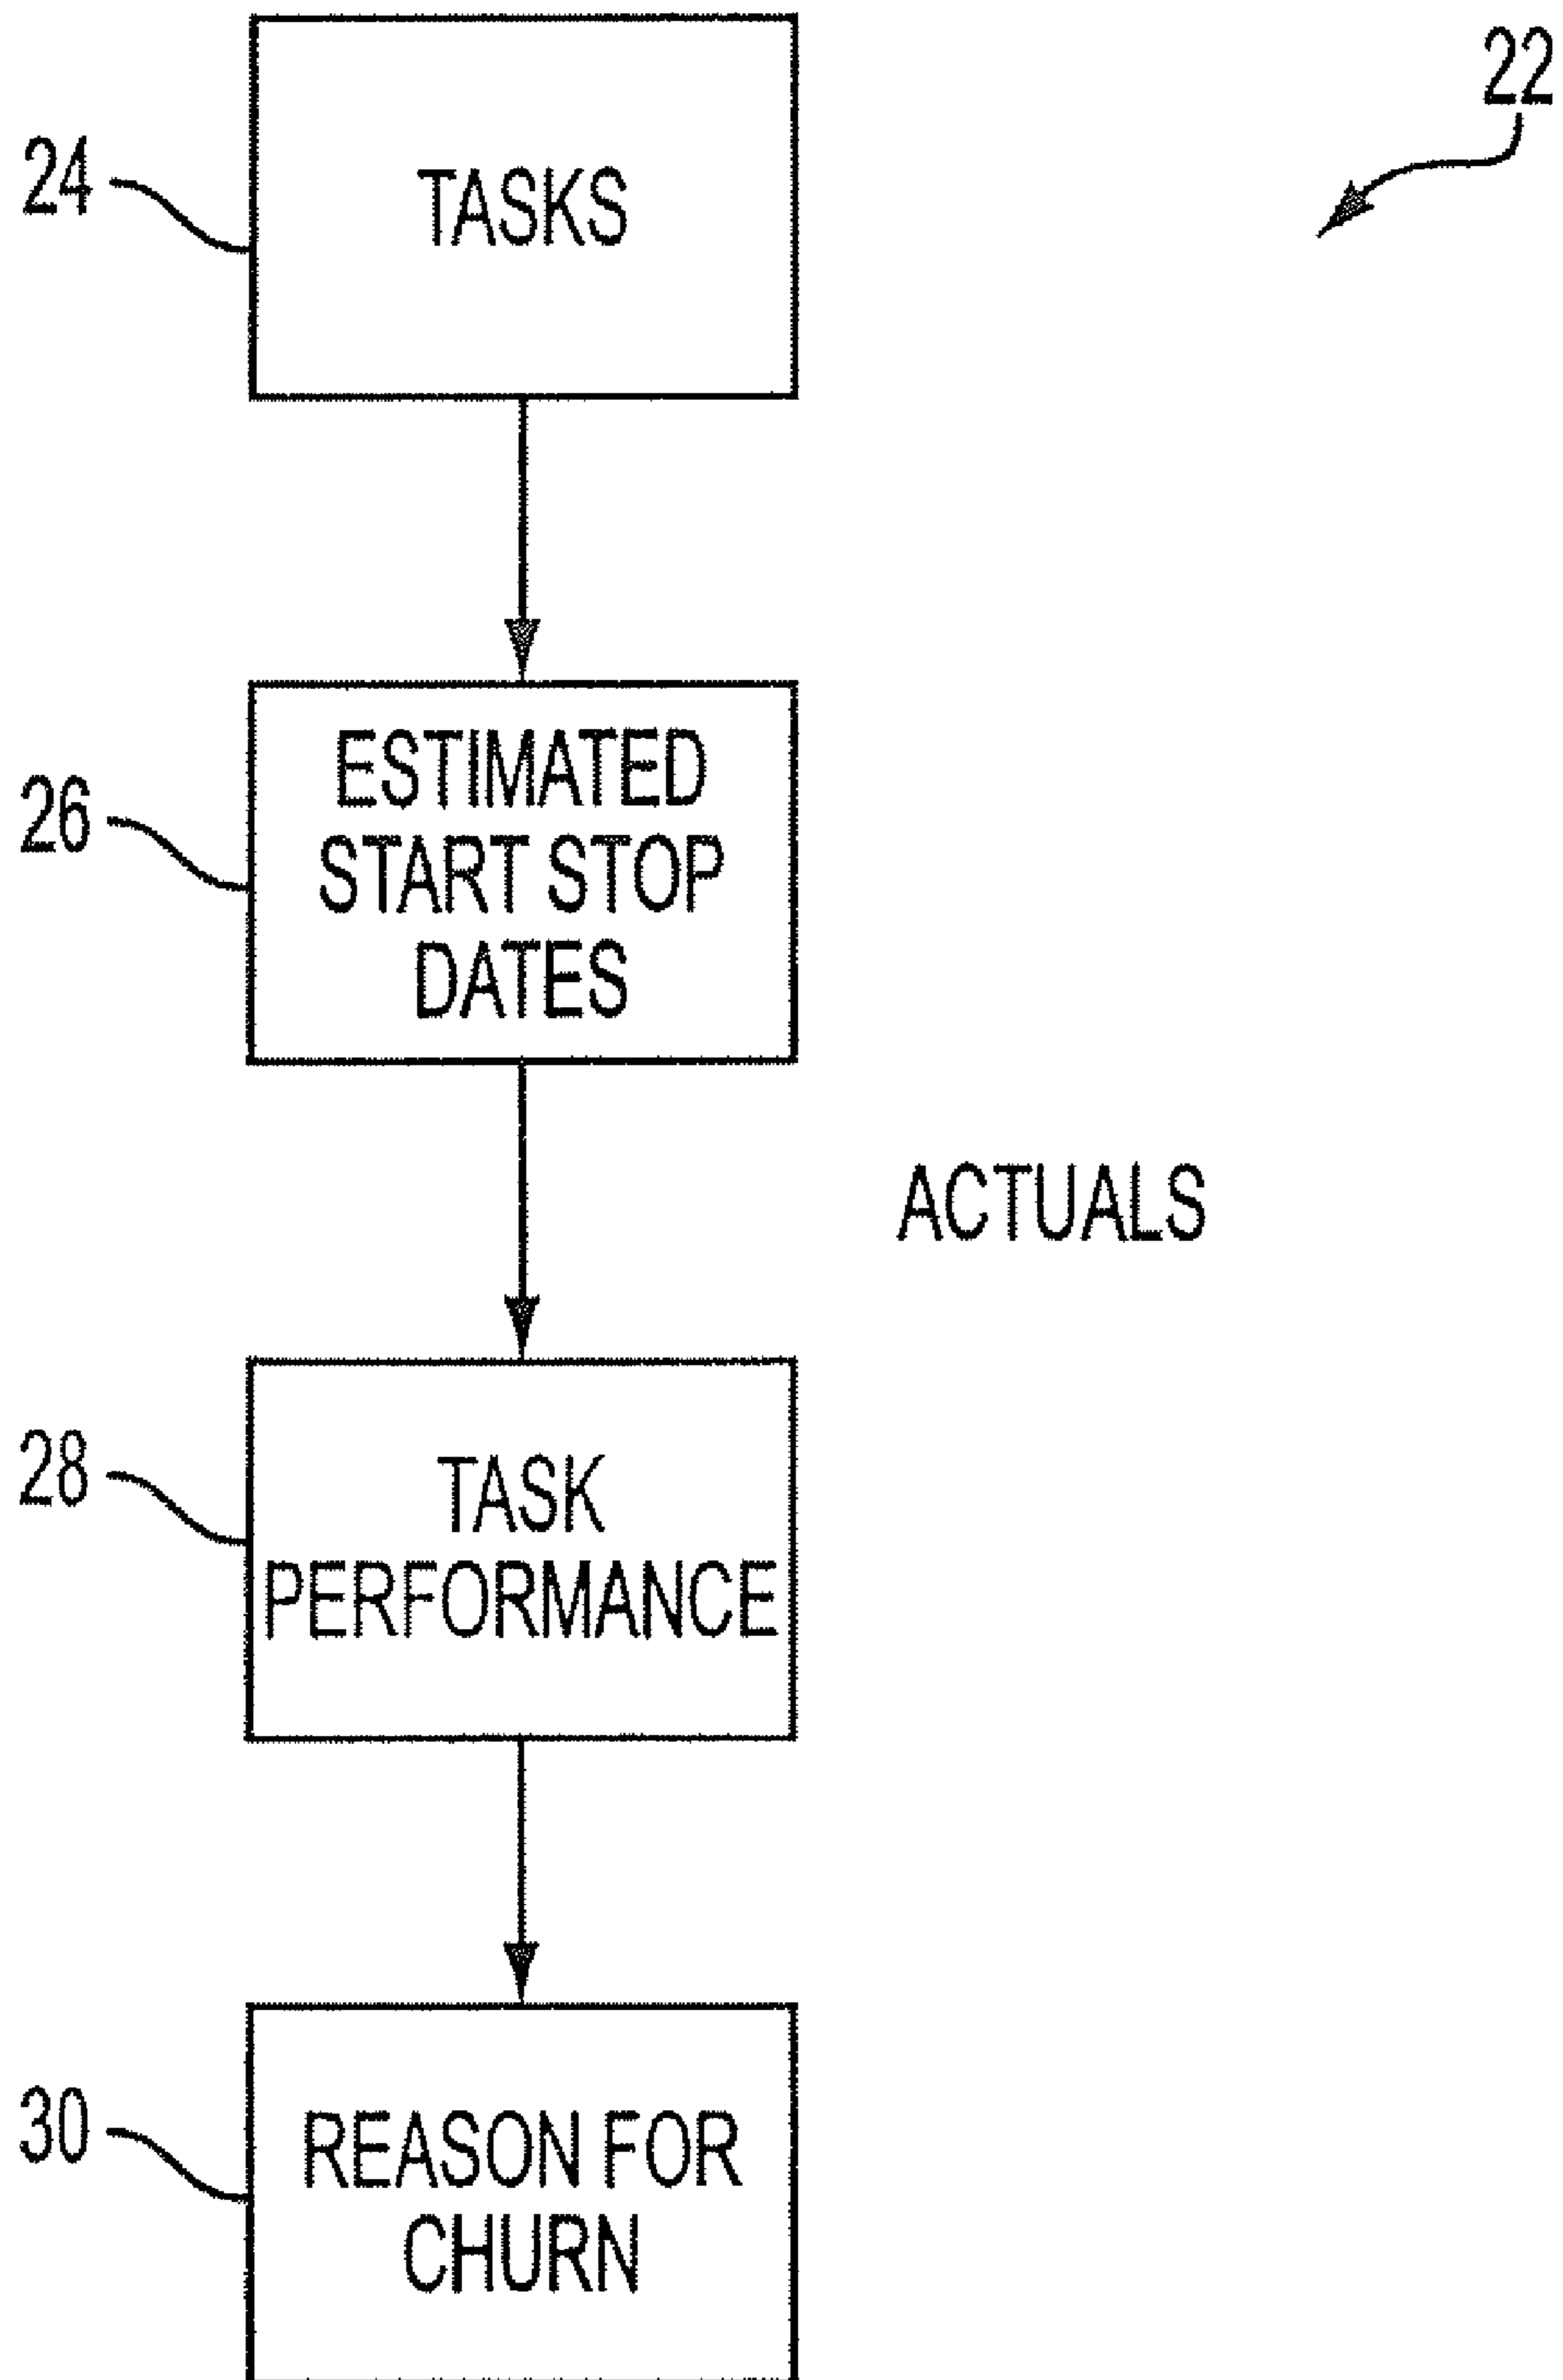 22
24
TASKS
26
ESTIMATED
START STOP
DATES
ACTUALS
28
TASK
PERFORMANCE
30
REASON FOR
CHURN